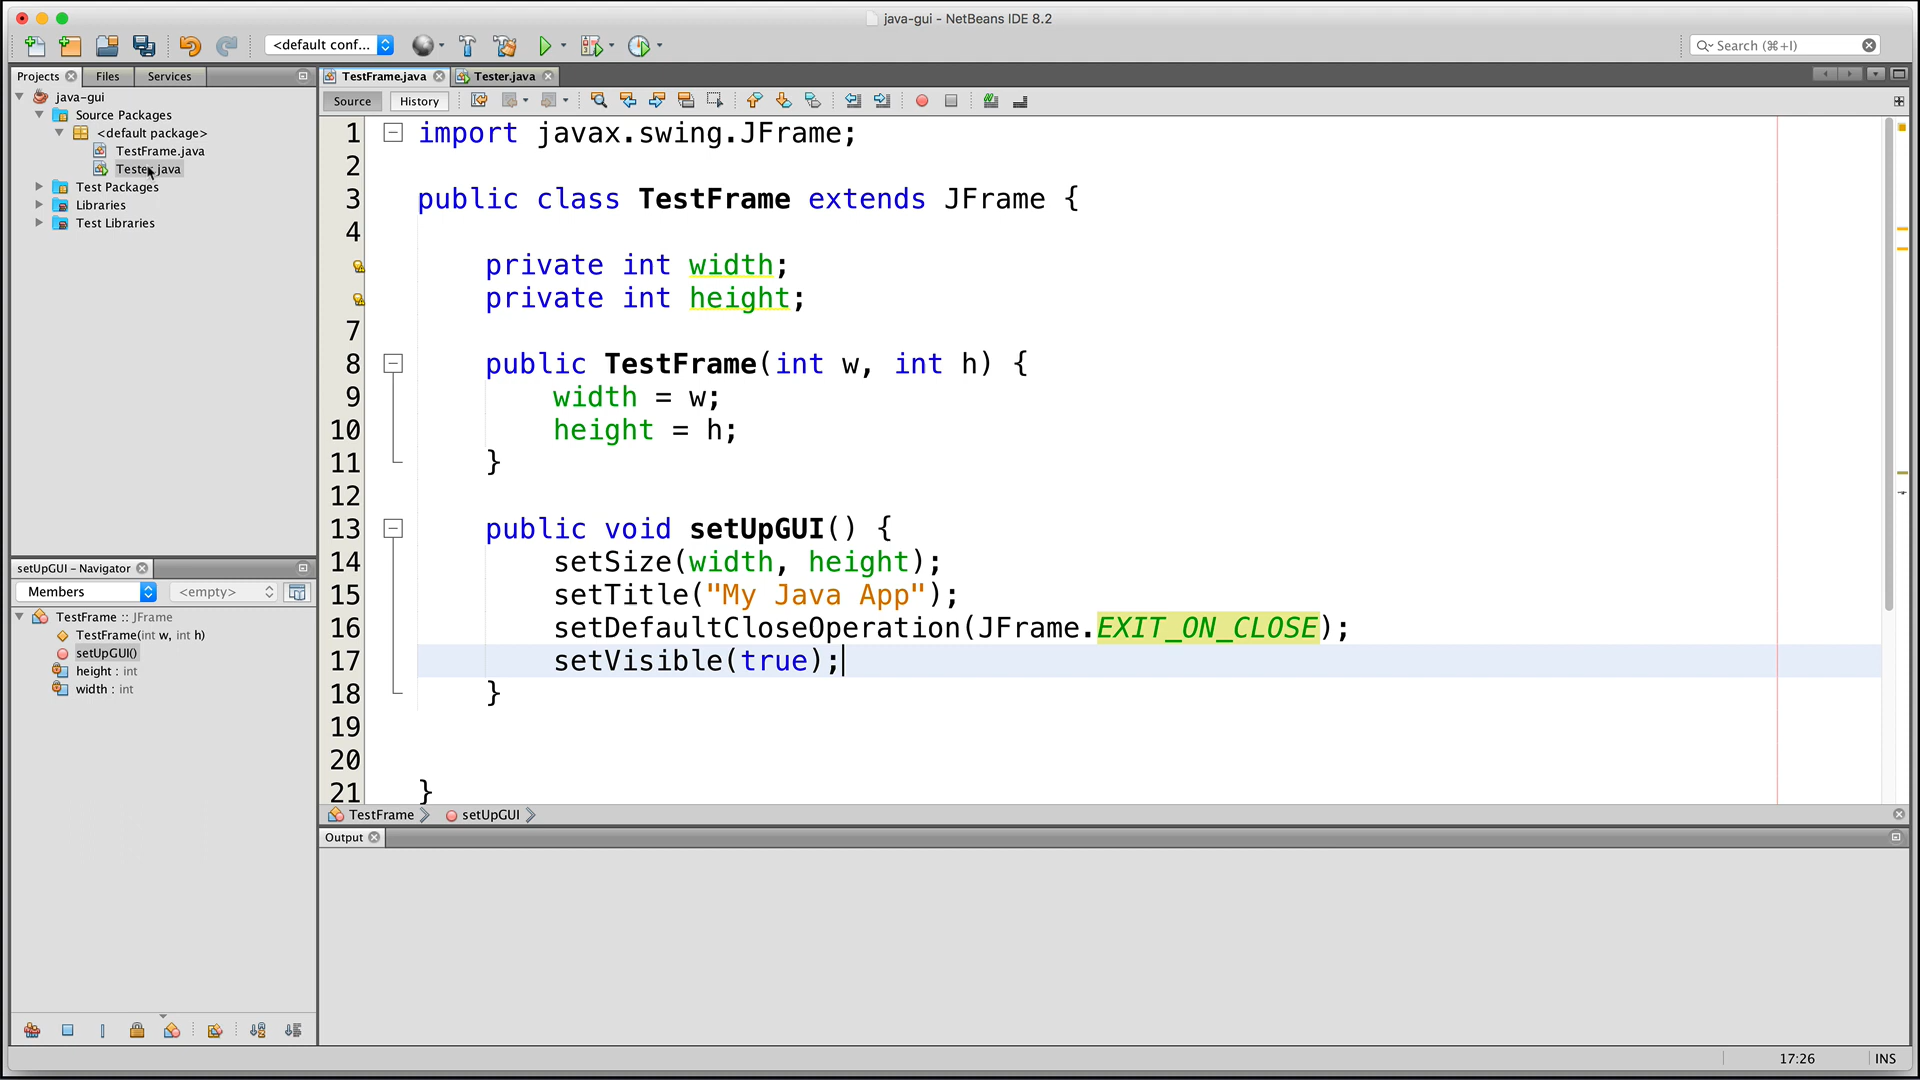 java-gui - NetBeans IDE 8.2
<default conf...
Search (⌘+I)
Projects
Files
Services
java-gui
Source Packages
<default package>
TestFrame.java
Tester.java
Test Packages
Libraries
Test Libraries
TestFrame.java
Tester.java
Source
History
1 import javax.swing.JFrame;
2
3 public class TestFrame extends JFrame {
4
private int width;
private int height;
7
8 public TestFrame(int w, int h) {
9 width = w;
10 height = h;
11 }
12
13 public void setUpGUI() {
14 setSize(width, height);
15 setTitle("My Java App");
16 setDefaultCloseOperation(JFrame.EXIT_ON_CLOSE);
17 setVisible(true);
18 }
19
20
21 }
TestFrame
setUpGUI
setUpGUI - Navigator
Members
<empty>
TestFrame :: JFrame
TestFrame(int w, int h)
setUpGUI()
height : int
width : int
Output
17:26
INS